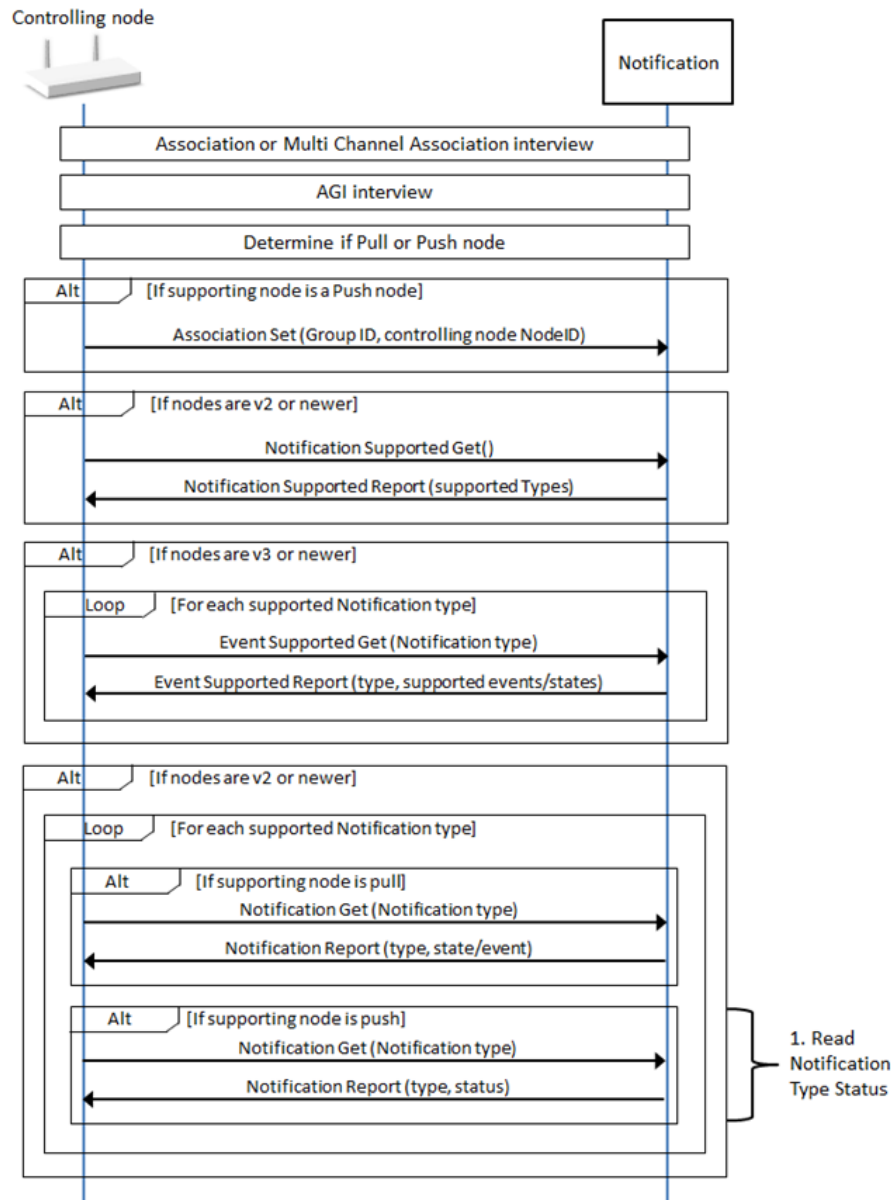 Controlling node
Notification
Association or Multi Channel Association interview
AGI interview
Determine if Pull or Push node
Alt [If supporting node is a Push node]
Association Set (Group ID, controlling node NodeID)
Alt [If nodes are v2 or newer]
Notification Supported Get()
Notification Supported Report (supported Types)
Alt [If nodes are v3 or newer]
Loop [For each supported Notification type]
Event Supported Get (Notification type)
Event Supported Report (type, supported events/states)
Alt [If nodes are v2 or newer]
Loop [For each supported Notification type]
Alt [If supporting node is pull]
Notification Get (Notification type)
Notification Report (type, state/event)
Alt [If supporting node is push]
Notification Get (Notification type)
Notification Report (type, status)
1. Read
Notification
Type Status